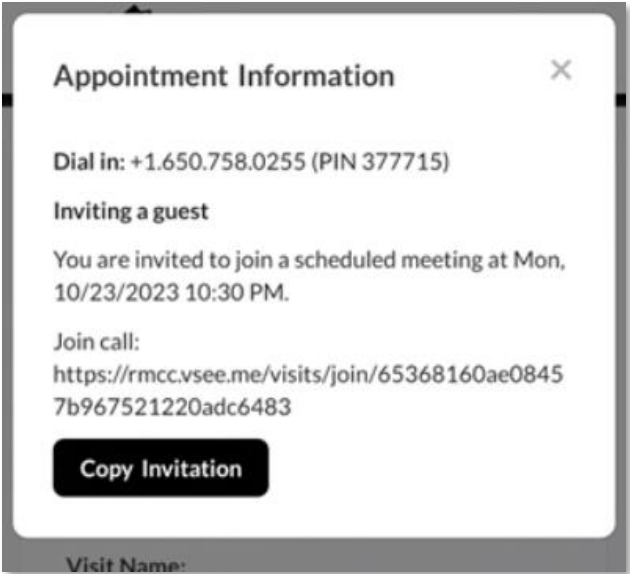 Appointment Information
Dial in: +1.650.758.0255 (PIN 377715)
Inviting a guest
You are invited to join a scheduled meeting at Mon,
10/23/2023 10:30 PM.
Join call:
https://rmcc.vsee.me/visits/join/65368160ae0845
7b967521220adc6483
Copy Invitation
Visit Name: